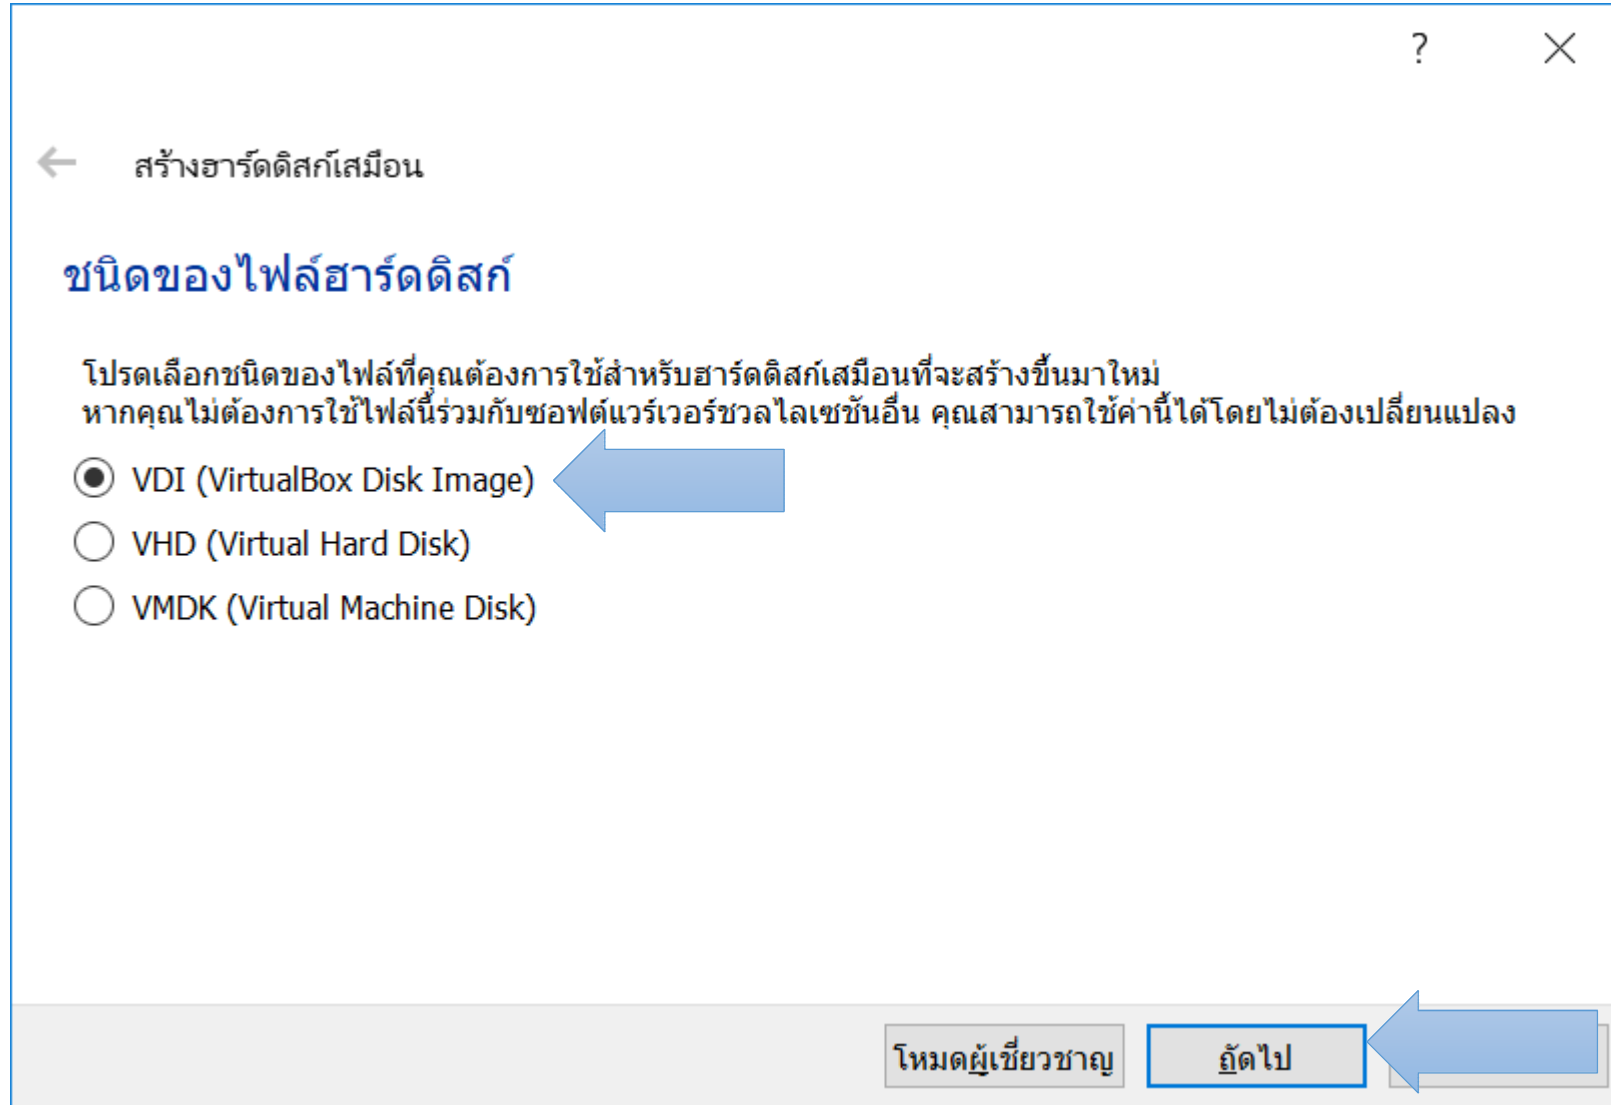 ?
สร้างฮาร์ดดิสก์เสมือน
ชนิดของไฟล์ฮาร์ดดิสก์
โปรดเลือกชนิดของไฟล์ที่คุณต้องการใช้สำหรับฮาร์ดดิสก์เสมือนที่จะสร้างขึ้นมาใหม่
หากคุณไม่ต้องการใช้ไฟล์นี้ร่วมกับซอฟต์แวร์เวอร์ชวลไลเซชันอื่น คุณสามารถใช้ค่านี้ได้โดยไม่ต้องเปลี่ยนแปลง
VDI (VirtualBox Disk Image)
VHD (Virtual Hard Disk)
VMDK (Virtual Machine Disk)
โหมดผู้เชี่ยวชาญ ถัดไป